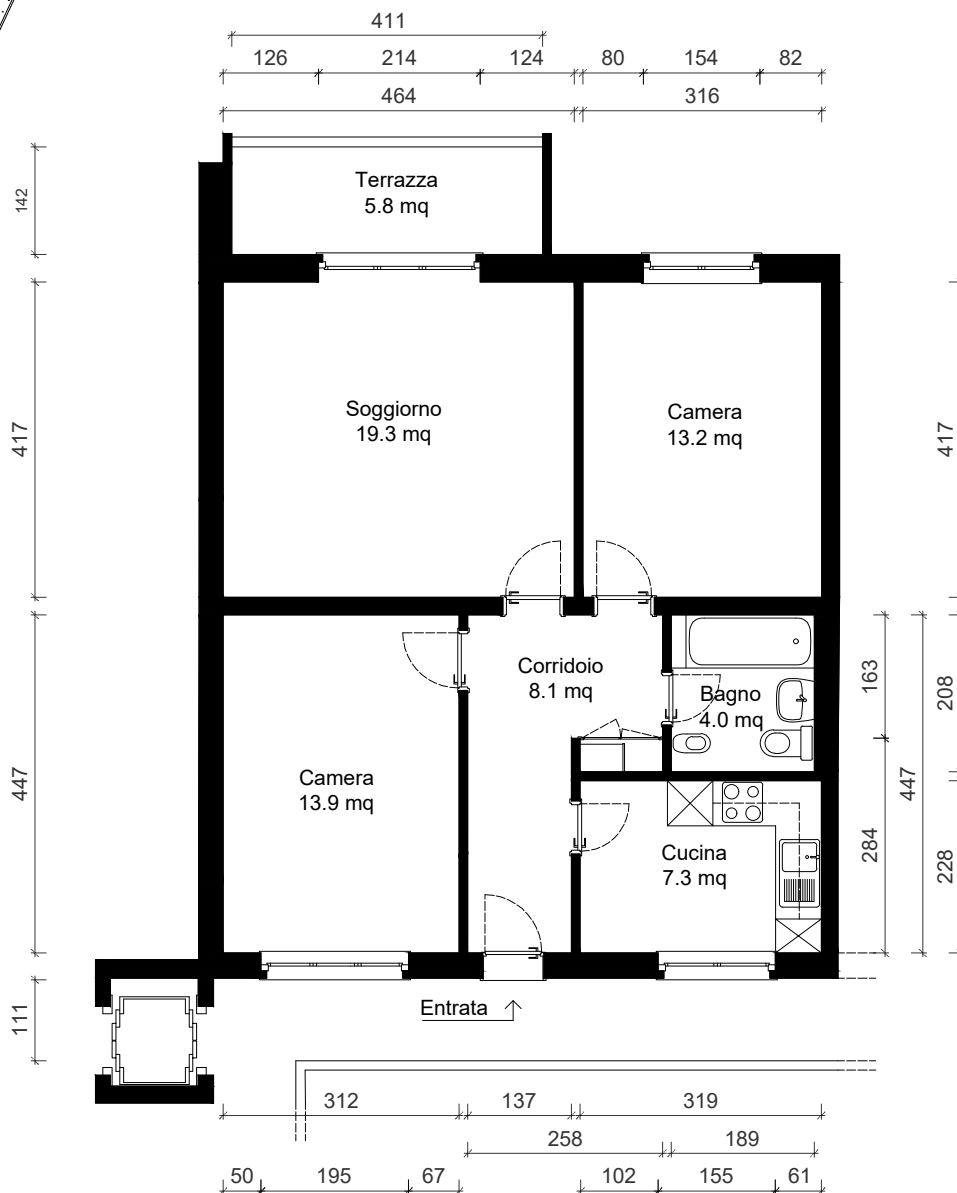 411
126 214 124 80 154 82
464 316
142
Terrazza
5.8 mq
417
Soggiorno
19.3 mq
Camera
13.2 mq
417
Corridoio
8.1 mq
Bagno
4.0 mq
163
208
447
Camera
13.9 mq
447
Cucina
7.3 mq
284
228
111
Entrata
312 137 319
258 189
50 195 67 102 155 61